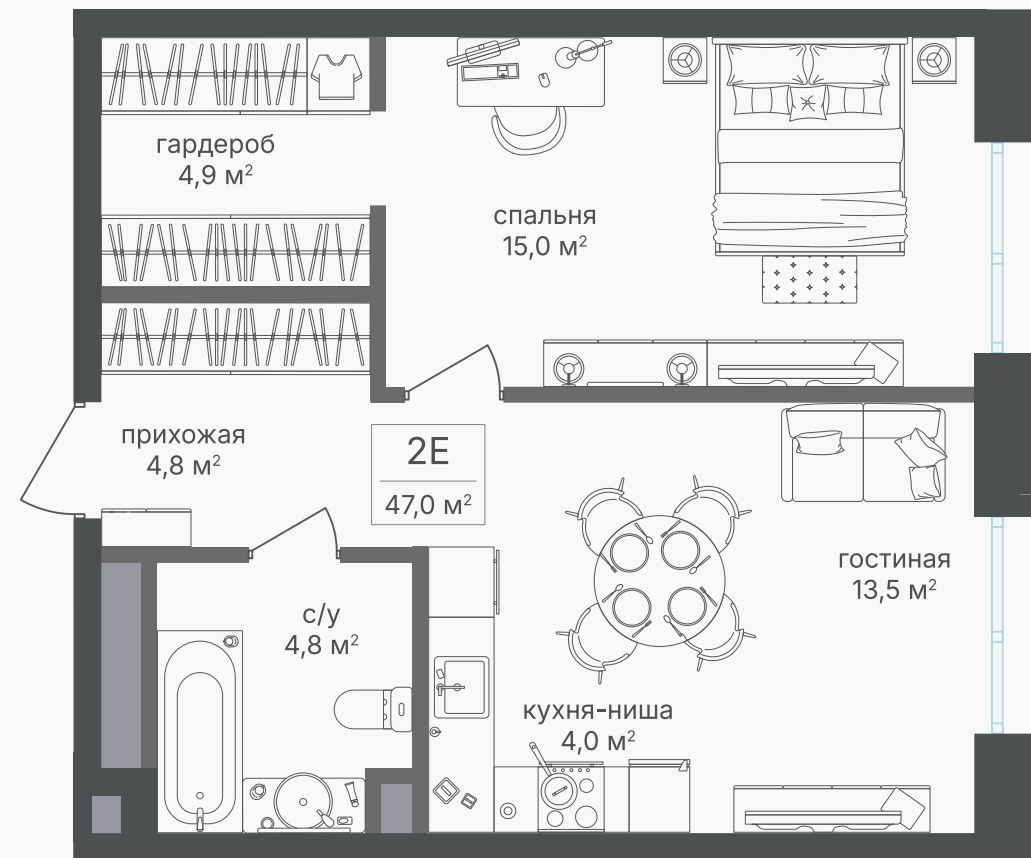 гардероб
4,9 м²
спальня
15,0 м²
прихожая
4,8 м²
2Е
47,0 м²
гостиная
13,5 м²
с/у
4,8 м²
кухня-ниша
4,0 м²